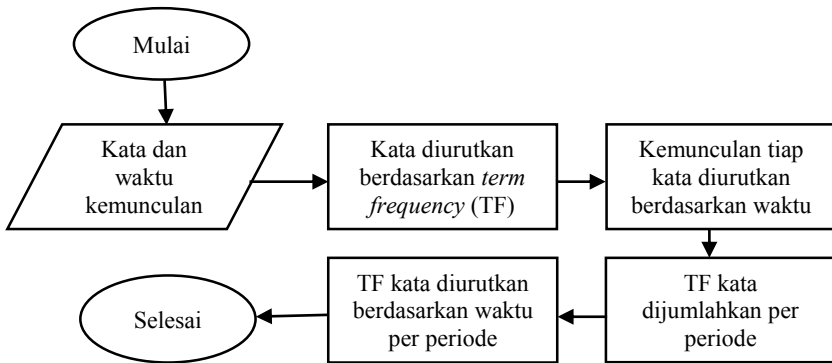 Mulai
Kata dan
waktu
kemunculan
Kata diurutkan
berdasarkan term
frequency (TF)
Kemunculan tiap
kata diurutkan
berdasarkan waktu
TF kata
dijumlahkan per
periode
TF kata diurutkan
berdasarkan waktu
per periode
Selesai